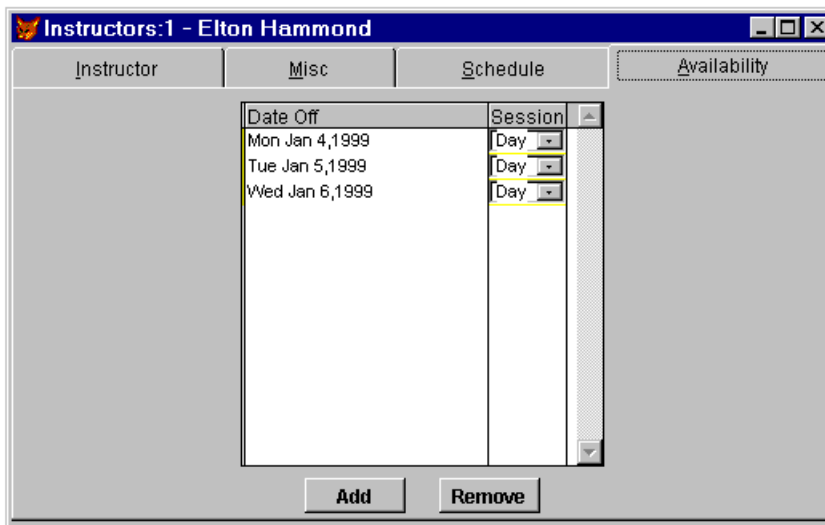 Instructors:1 - Elton Hammond
Instructor Misc Schedule Availability
Date Off Session
Mon Jan 4,1999 Day
Tue Jan 5,1999 Day
Wed Jan 6,1999 Day
Add Remove